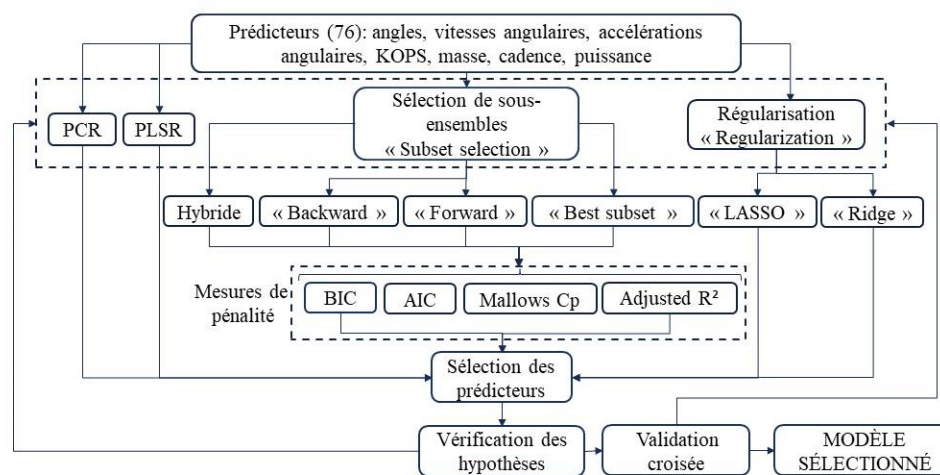 Prédicteurs (76): angles, vitesses angulaires, accélérations
angulaires, KOPS, masse, cadence, puissance
PCR
PLSR
Sélection de sous-
ensembles
« Subset selection »
Régularisation
« Regularization »
Hybride
« Backward »
« Forward »
« Best subset »
« LASSO »
« Ridge »
Mesures de
pénalité
BIC
AIC
Mallows Cp
Adjusted R²
Sélection des
prédicteurs
Vérification des
hypothèses
Validation
croisée
MODÈLE
SÉLECTIONNÉ